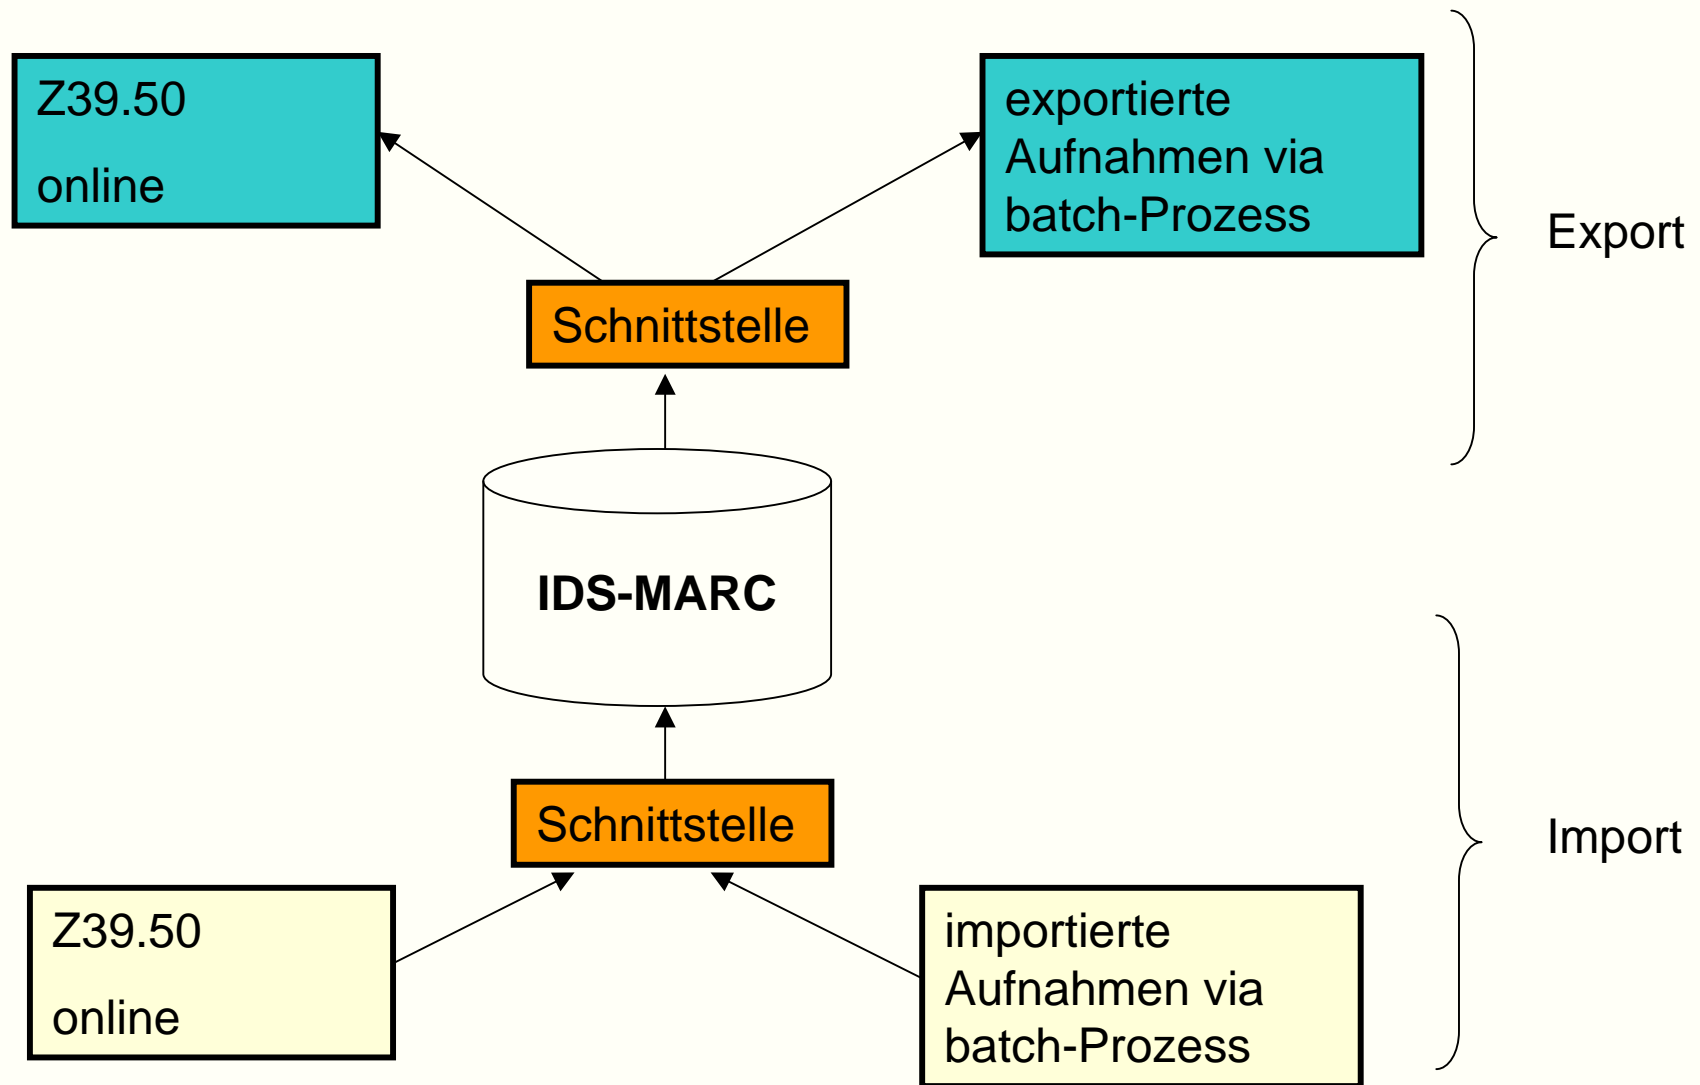 Z39.50
online
exportierte
Aufnahmen via
batch-Prozess
Export
Schnittstelle
IDS-MARC
Schnittstelle
Import
Z39.50
online
importierte
Aufnahmen via
batch-Prozess